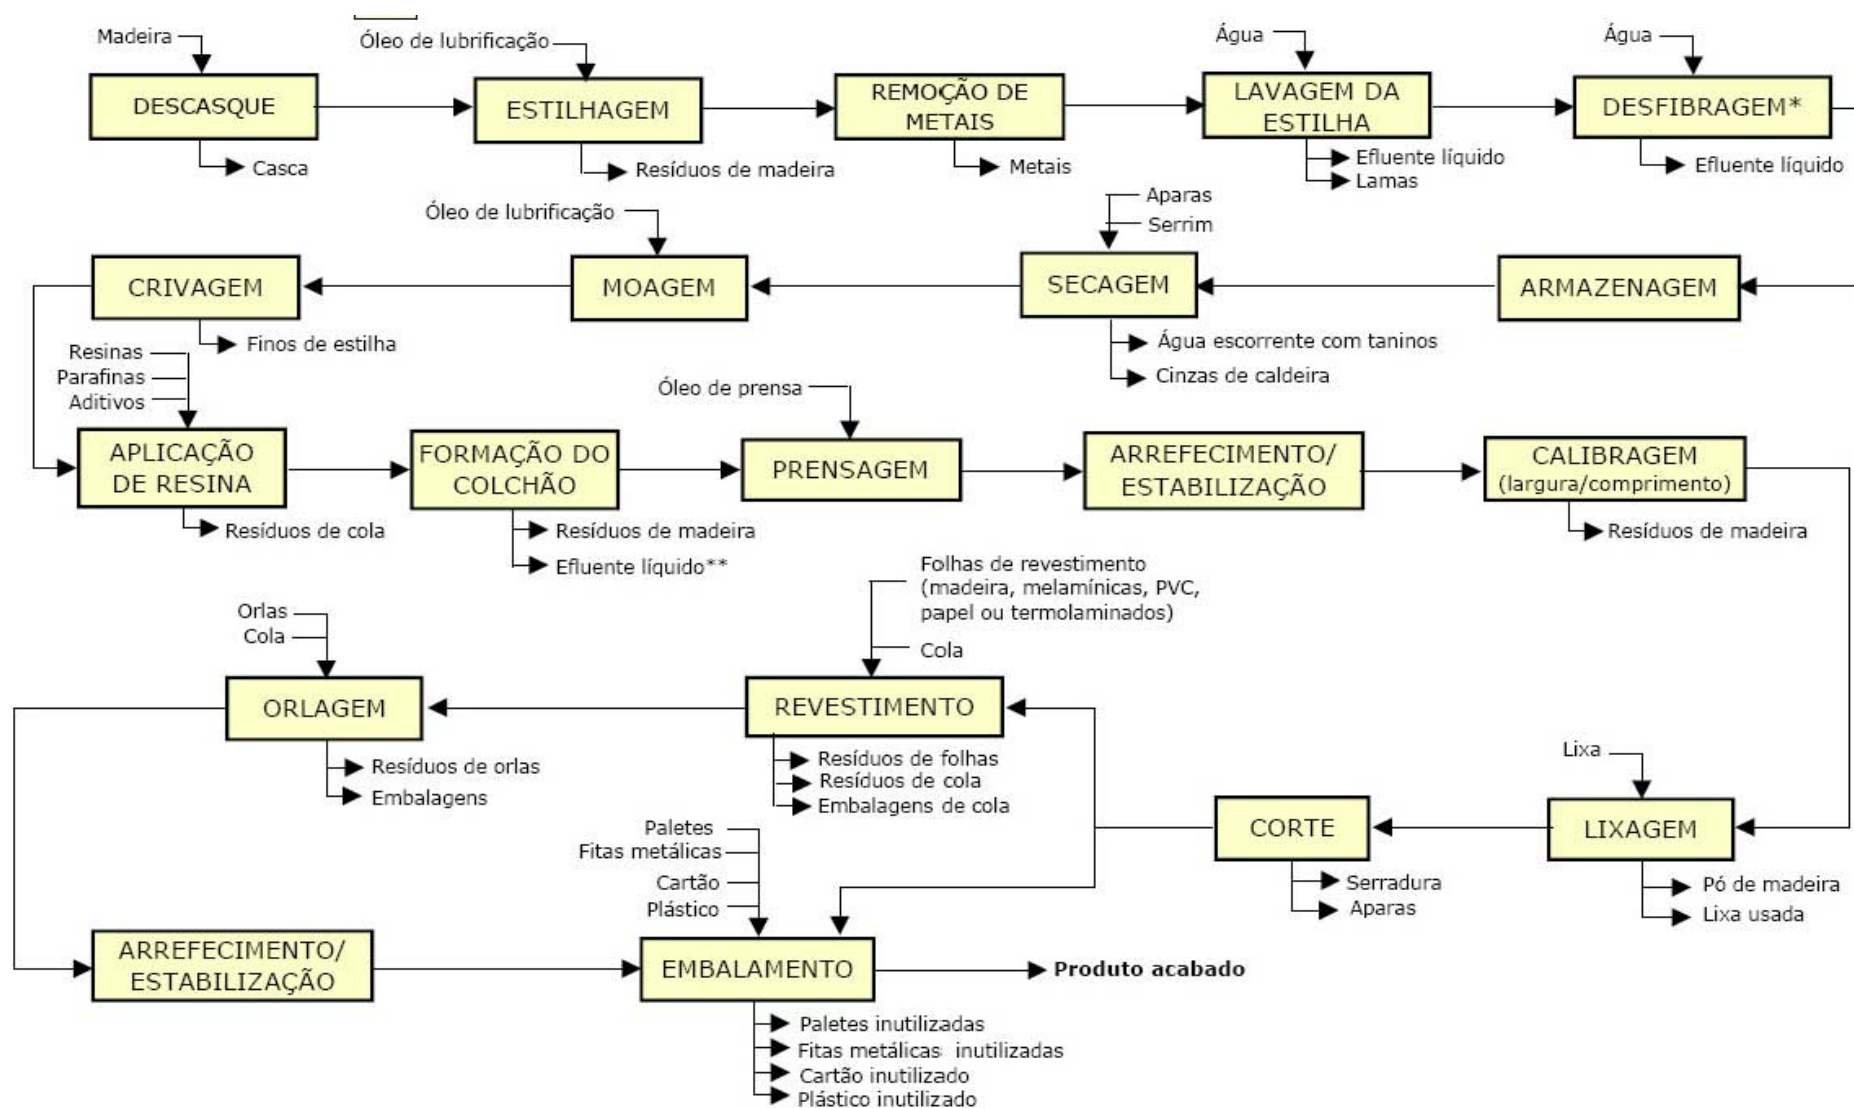 Madeira
Óleo de lubrificação
Água
Água
DESCASQUE
ESTILHAGEM
REMOÇÃO DE
METAIS
LAVAGEM DA
ESTILHA
DESFIBRAGEM*
Casca
Resíduos de madeira
Metais
Efluente líquido
Lamas
Efluente líquido
Óleo de lubrificação
Aparas
Serrim
CRIVAGEM
MOAGEM
SECAGEM
ARMAZENAGEM
Finos de estilha
Água escorrente com taninos
Cinzas de caldeira
Resinas
Parafinas
Aditivos
Óleo de prensa
APLICAÇÃO
DE RESINA
FORMAÇÃO DO
COLCHÃO
PRENSAGEM
ARREFECIMENTO/
ESTABILIZAÇÃO
CALIBRAGEM
(largura/comprimento)
Resíduos de cola
Resíduos de madeira
Efluente líquido**
Resíduos de madeira
Folhas de revestimento
(madeira, melamínicas, PVC,
papel ou termolaminados)
Cola
Orlas
Cola
ORLAGEM
REVESTIMENTO
Resíduos de orlas
Embalagens
Resíduos de folhas
Resíduos de cola
Embalagens de cola
Lixa
CORTE
LIXAGEM
Serradura
Aparas
Pó de madeira
Lixa usada
Paletes
Fitas metálicas
Cartão
Plástico
ARREFECIMENTO/
ESTABILIZAÇÃO
EMBALAMENTO
Produto acabado
Paletes inutilizadas
Fitas metálicas inutilizadas
Cartão inutilizado
Plástico inutilizado